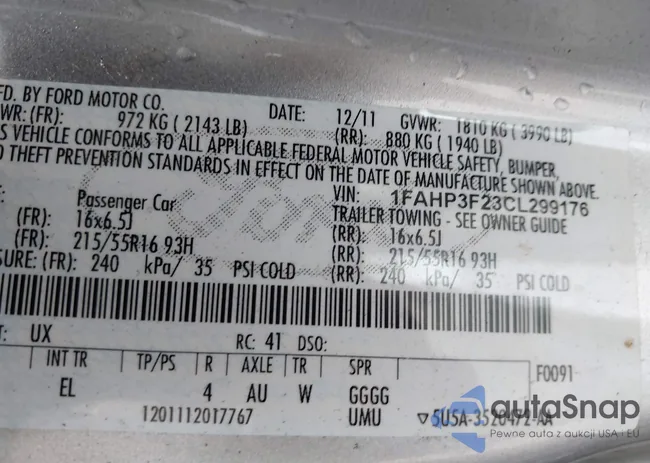 FD. BY FORD MOTOR CO.
DATE: 12/11 GVWR: 1810 KG ( 3990 LB)
WR: (FR): 972 KG ( 2143 LB) (RR): 880 KG ( 1940 LB)
S VEHICLE CONFORMS TO ALL APPLICABLE FEDERAL MOTOR VEHICLE SAFETY, BUMPER,
D THEFT PREVENTION STANDARDS IN EFFECT ON THE DATE OF MANUFACTURE SHOWN ABOVE.
VIN: 1FAHP3F23CL299176
Passenger Car TRAILER TOWING - SEE OWNER GUIDE
(FR): 16x6.5J (RR): 16x6.5J
(FR): 215/55R16 93H (RR): 215/55R16 93H
SURE: (FR): 240 kPa/ 35 PSI COLD (RR): 240 kPa/ 35 PSI COLD
Ford
T: UX RC: 41 DSO:
INT TR TP/PS R AXLE TR SPR F0091
EL 4 AU W GGGG
1201112017767 UMU ▽5U5A-3520472-AA
autoSnap
Pewne auta z aukcji USA i EU